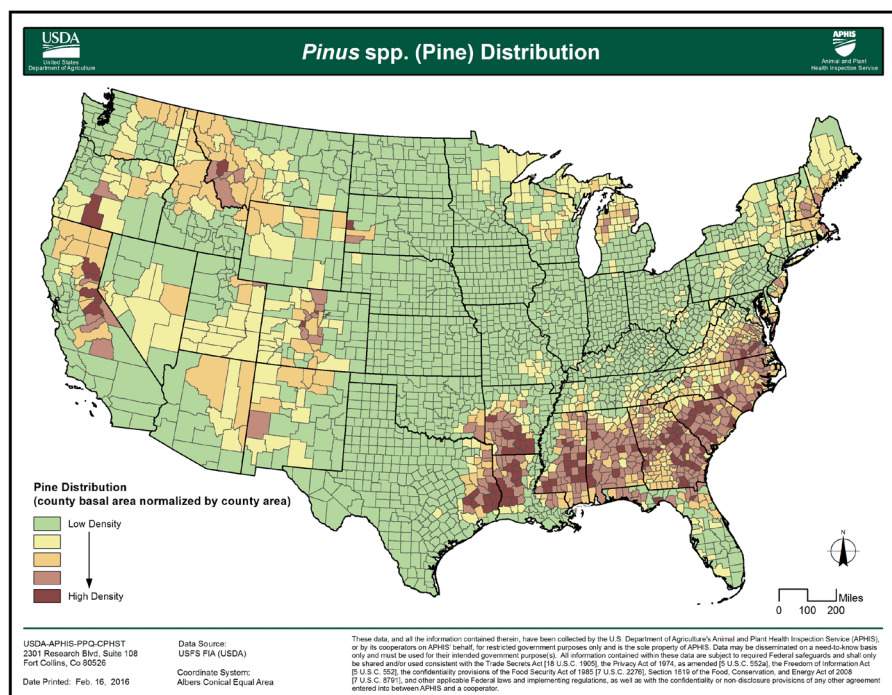 USDA
United States
Department of Agriculture
Pinus spp. (Pine) Distribution
APHIS
Animal and Plant
Health Inspection Service
Pine Distribution
(county basal area normalized by county area)
Low Density
High Density
N
Miles
0 100 200
USDA-APHIS-PPQ-CPHST
2301 Research Blvd, Suite 108
Fort Collins, Co 80526
Date Printed: Feb. 16, 2016
Data Source:
USFS FIA (USDA)
Coordinate System:
Albers Conical Equal Area
These data, and all the information contained therein, have been collected by the U.S. Department of Agriculture's Animal and Plant Health Inspection Service (APHIS),
or by its cooperators on APHIS' behalf, for restricted government purposes only and is the sole property of APHIS. Data may be disseminated on a need-to-know basis
only and must be used for their intended government purpose(s). All information contained within these data are subject to required Federal safeguards and shall only
be shared and/or used consistent with the Trade Secrets Act [18 U.S.C. 1905], the Privacy Act of 1974, as amended [5 U.S.C. 552a], the Freedom of Information Act
[5 U.S.C. 552], the confidentiality provisions of the Food Security Act of 1985 [7 U.S.C. 2276], Section 1619 of the Food, Conservation, and Energy Act of 2008
[7 U.S.C. 8791], and other applicable Federal laws and implementing regulations, as well as with the confidentiality or non disclosure provisions of any other agreement
entered into between APHIS and a cooperator.